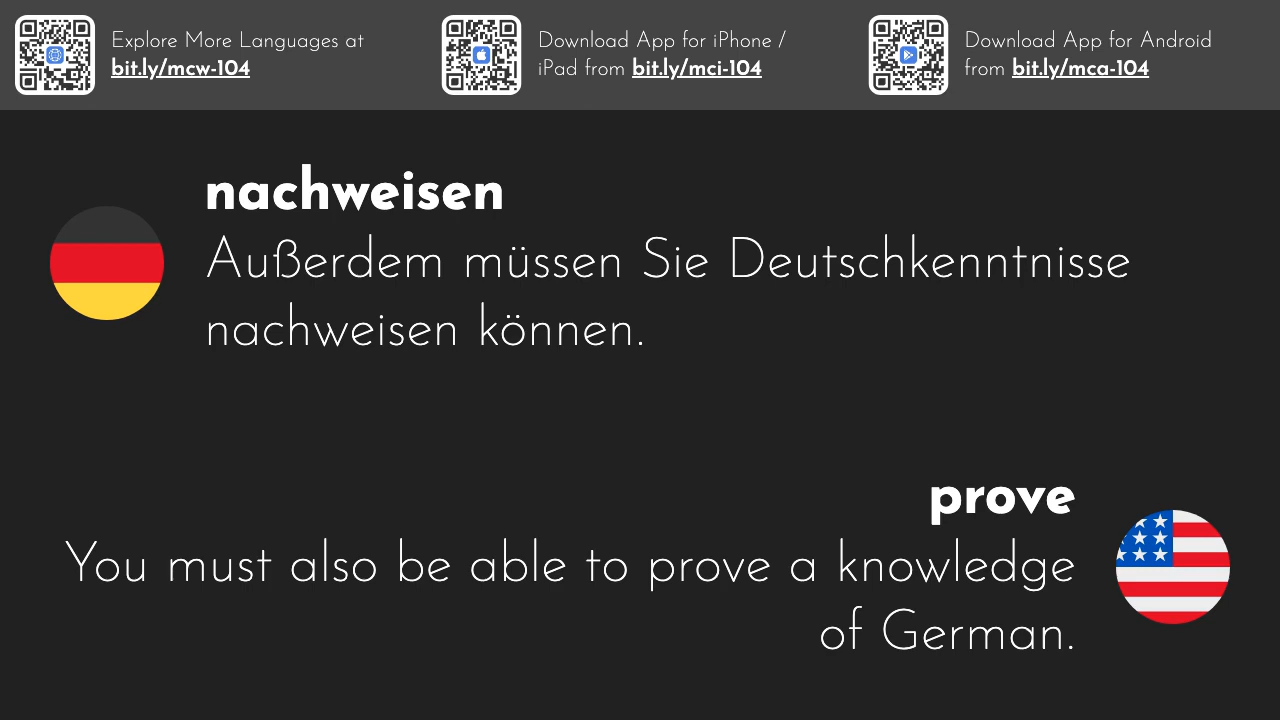 Explore More Languages at
bit.ly/mcw-104
Download App for iPhone /
iPad from bit.ly/mci-104
Download App for Android
from bit.ly/mca-104
nachweisen
Außerdem müssen Sie Deutschkenntnisse
nachweisen können.
prove
You must also be able to prove a knowledge
of German.